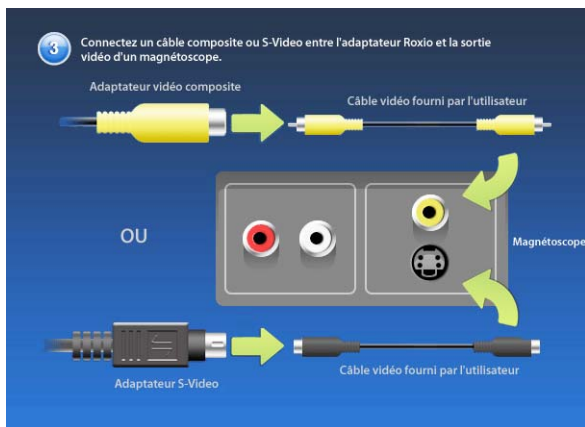 3
Connectez un câble composite ou S-Video entre l'adaptateur Roxio et la sortie
vidéo d'un magnétoscope.
Adaptateur vidéo composite
Câble vidéo fourni par l'utilisateur
OU
Magnétoscope
Adaptateur S-Video
Câble vidéo fourni par l'utilisateur